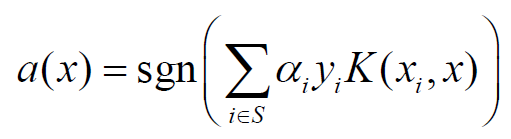 a(x) = sgn( ∑_{i∈S} α_i y_i K(x_i, x) )